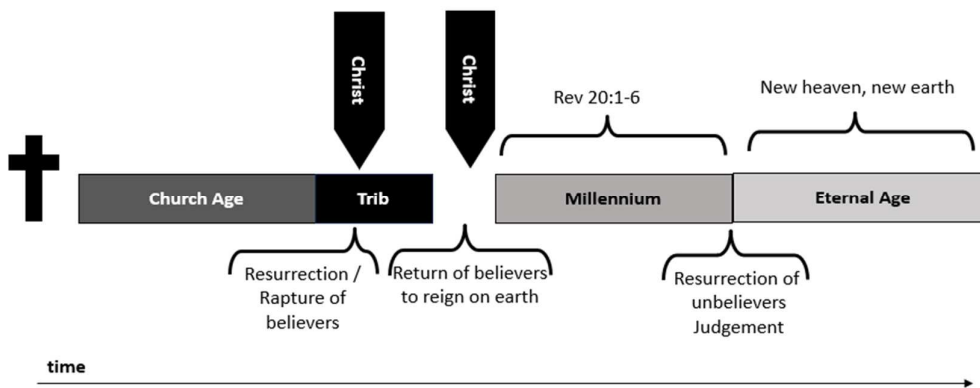 Christ
Christ
Rev 20:1-6
New heaven, new earth
Church Age
Trib
Millennium
Eternal Age
Resurrection /
Rapture of
believers
Return of believers
to reign on earth
Resurrection of
unbelievers
Judgement
time